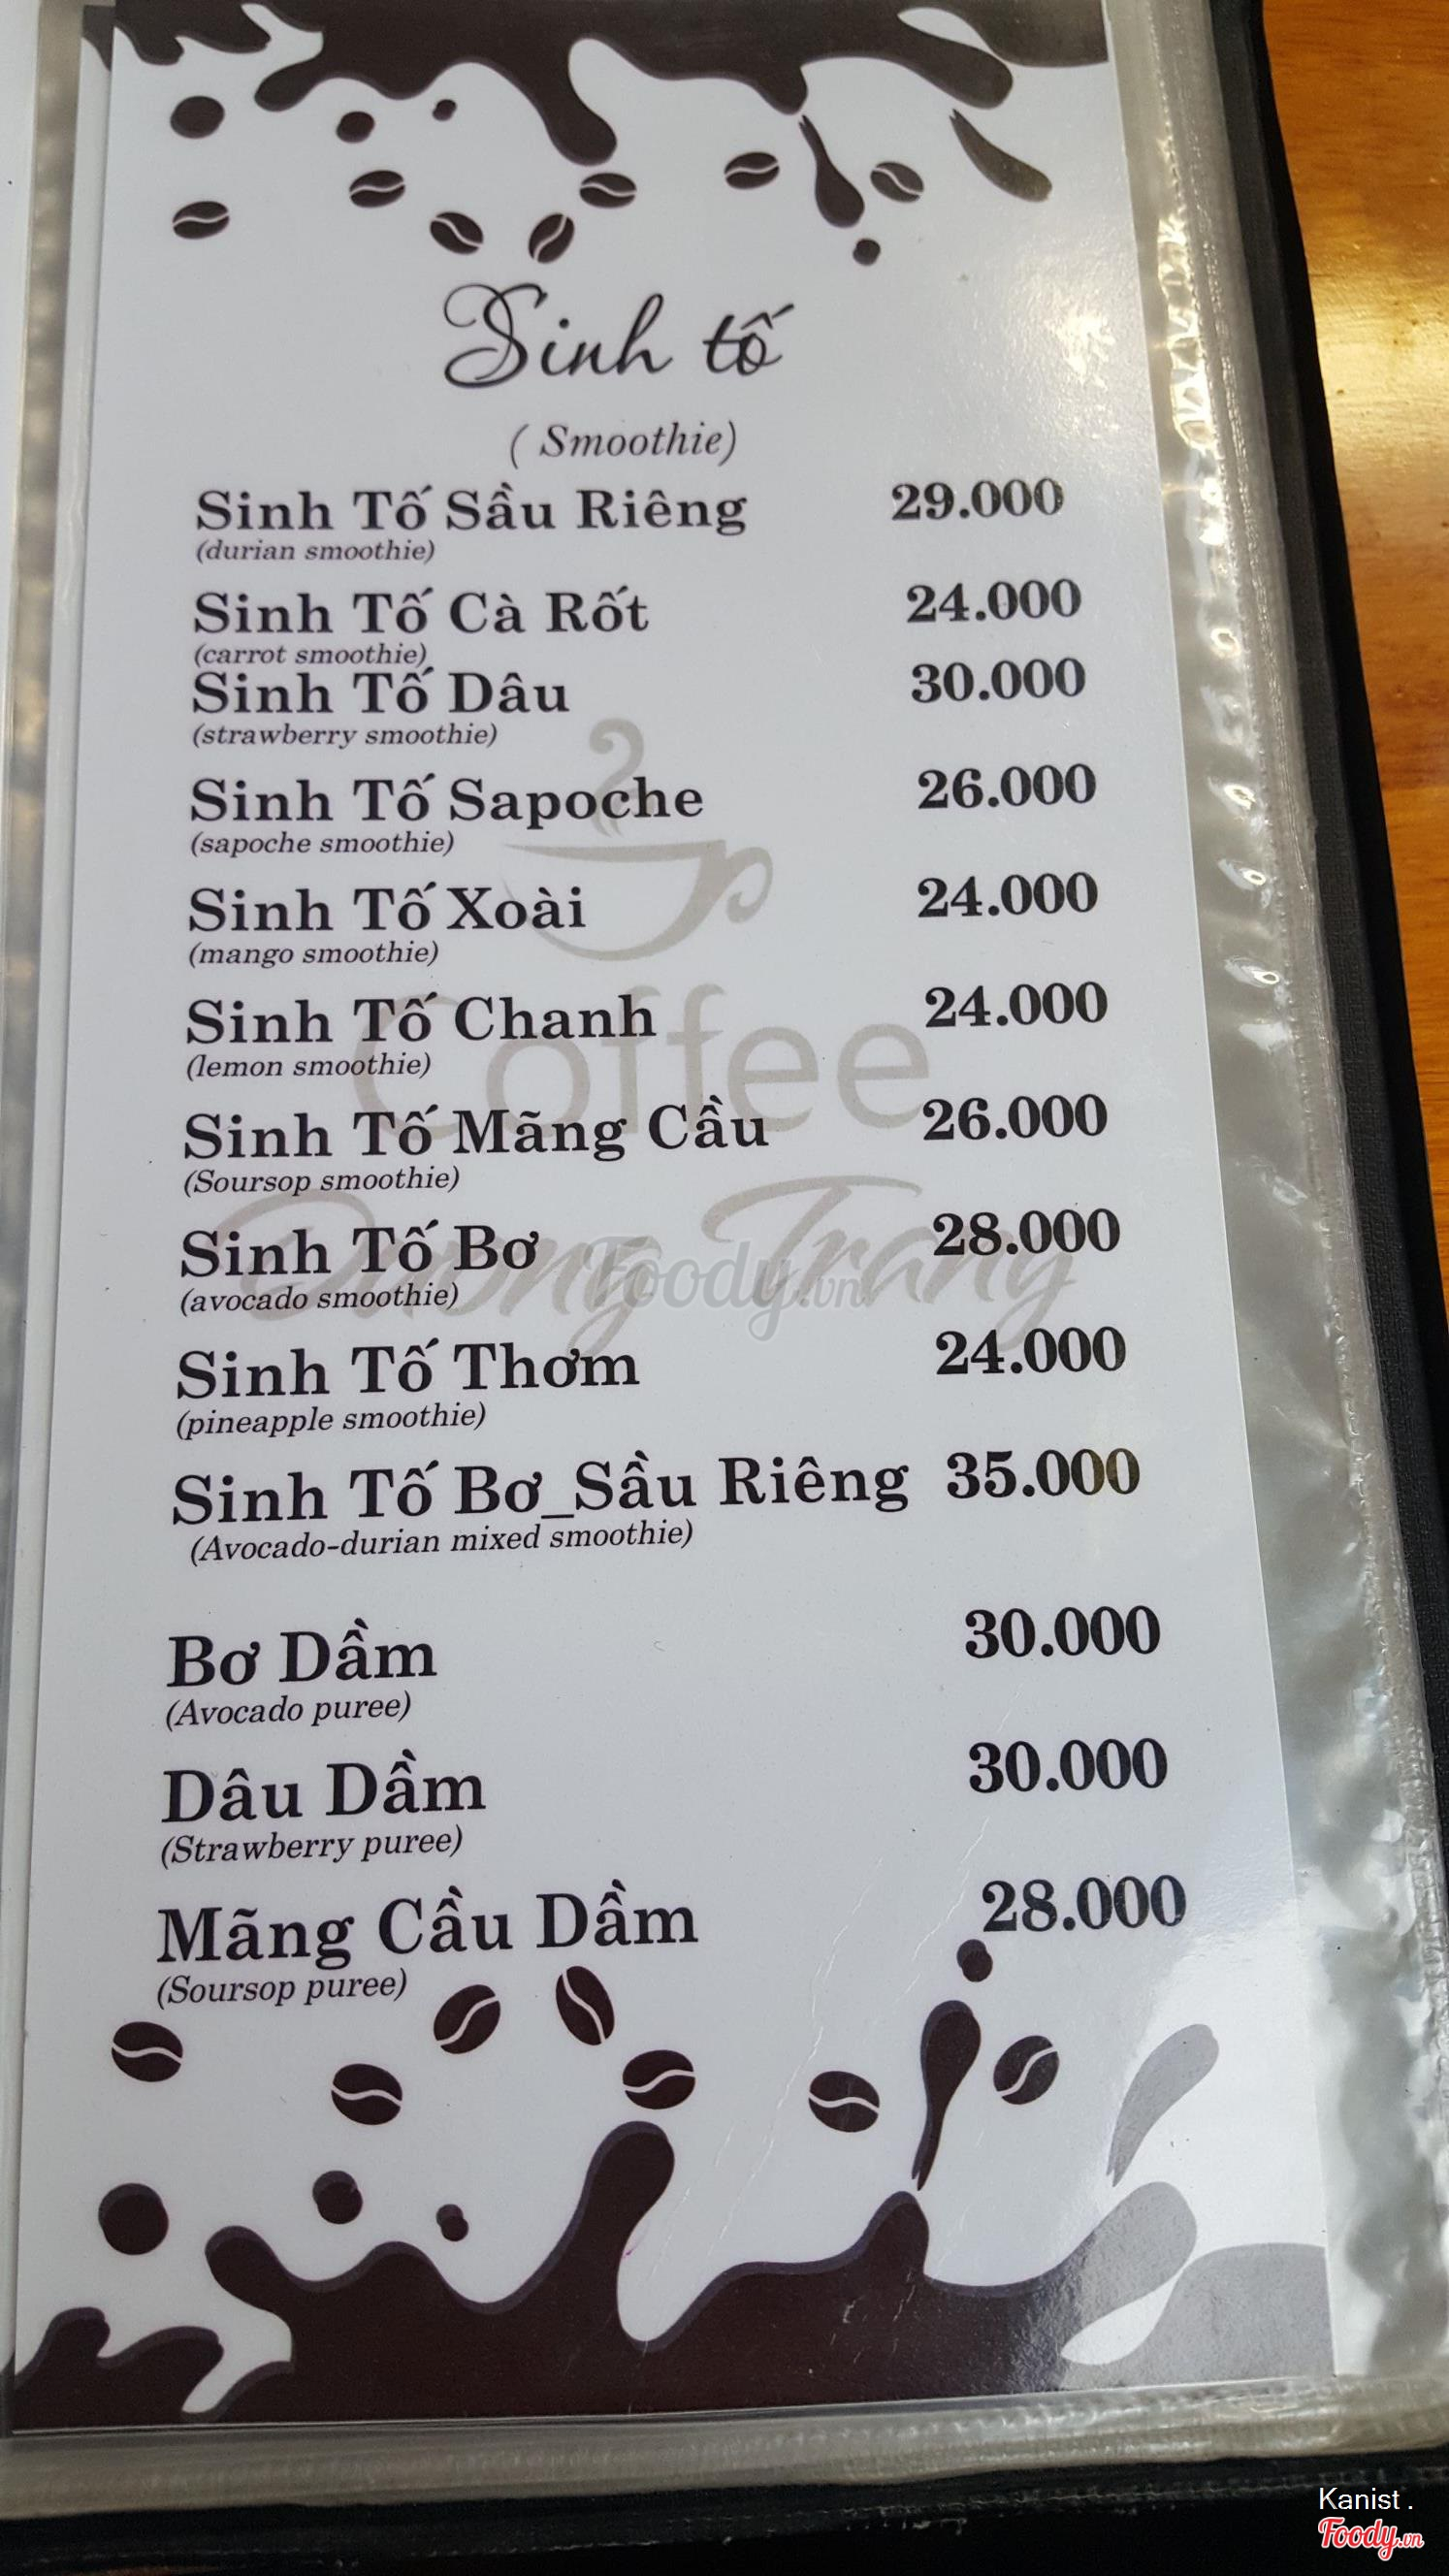 Sinh tố
( Smoothie)
Sinh Tố Sầu Riêng 29.000
(durian smoothie)
Sinh Tố Cà Rốt 24.000
(carrot smoothie)
Sinh Tố Dâu 30.000
(strawberry smoothie)
Sinh Tố Sapoche 26.000
(sapoche smoothie)
Sinh Tố Xoài 24.000
(mango smoothie)
Sinh Tố Chanh 24.000
(lemon smoothie)
Coffee
Sinh Tố Mãng Cầu 26.000
(Soursop smoothie)
Sinh Tố Bơ 28.000
(avocado smoothie)
Trang
Foody.vn
Sinh Tố Thơm 24.000
(pineapple smoothie)
Sinh Tố Bơ_Sầu Riêng 35.000
(Avocado-durian mixed smoothie)
Bơ Dầm 30.000
(Avocado puree)
Dâu Dầm 30.000
(Strawberry puree)
Mãng Cầu Dầm 28.000
(Soursop puree)
Kanist .
Foody.vn